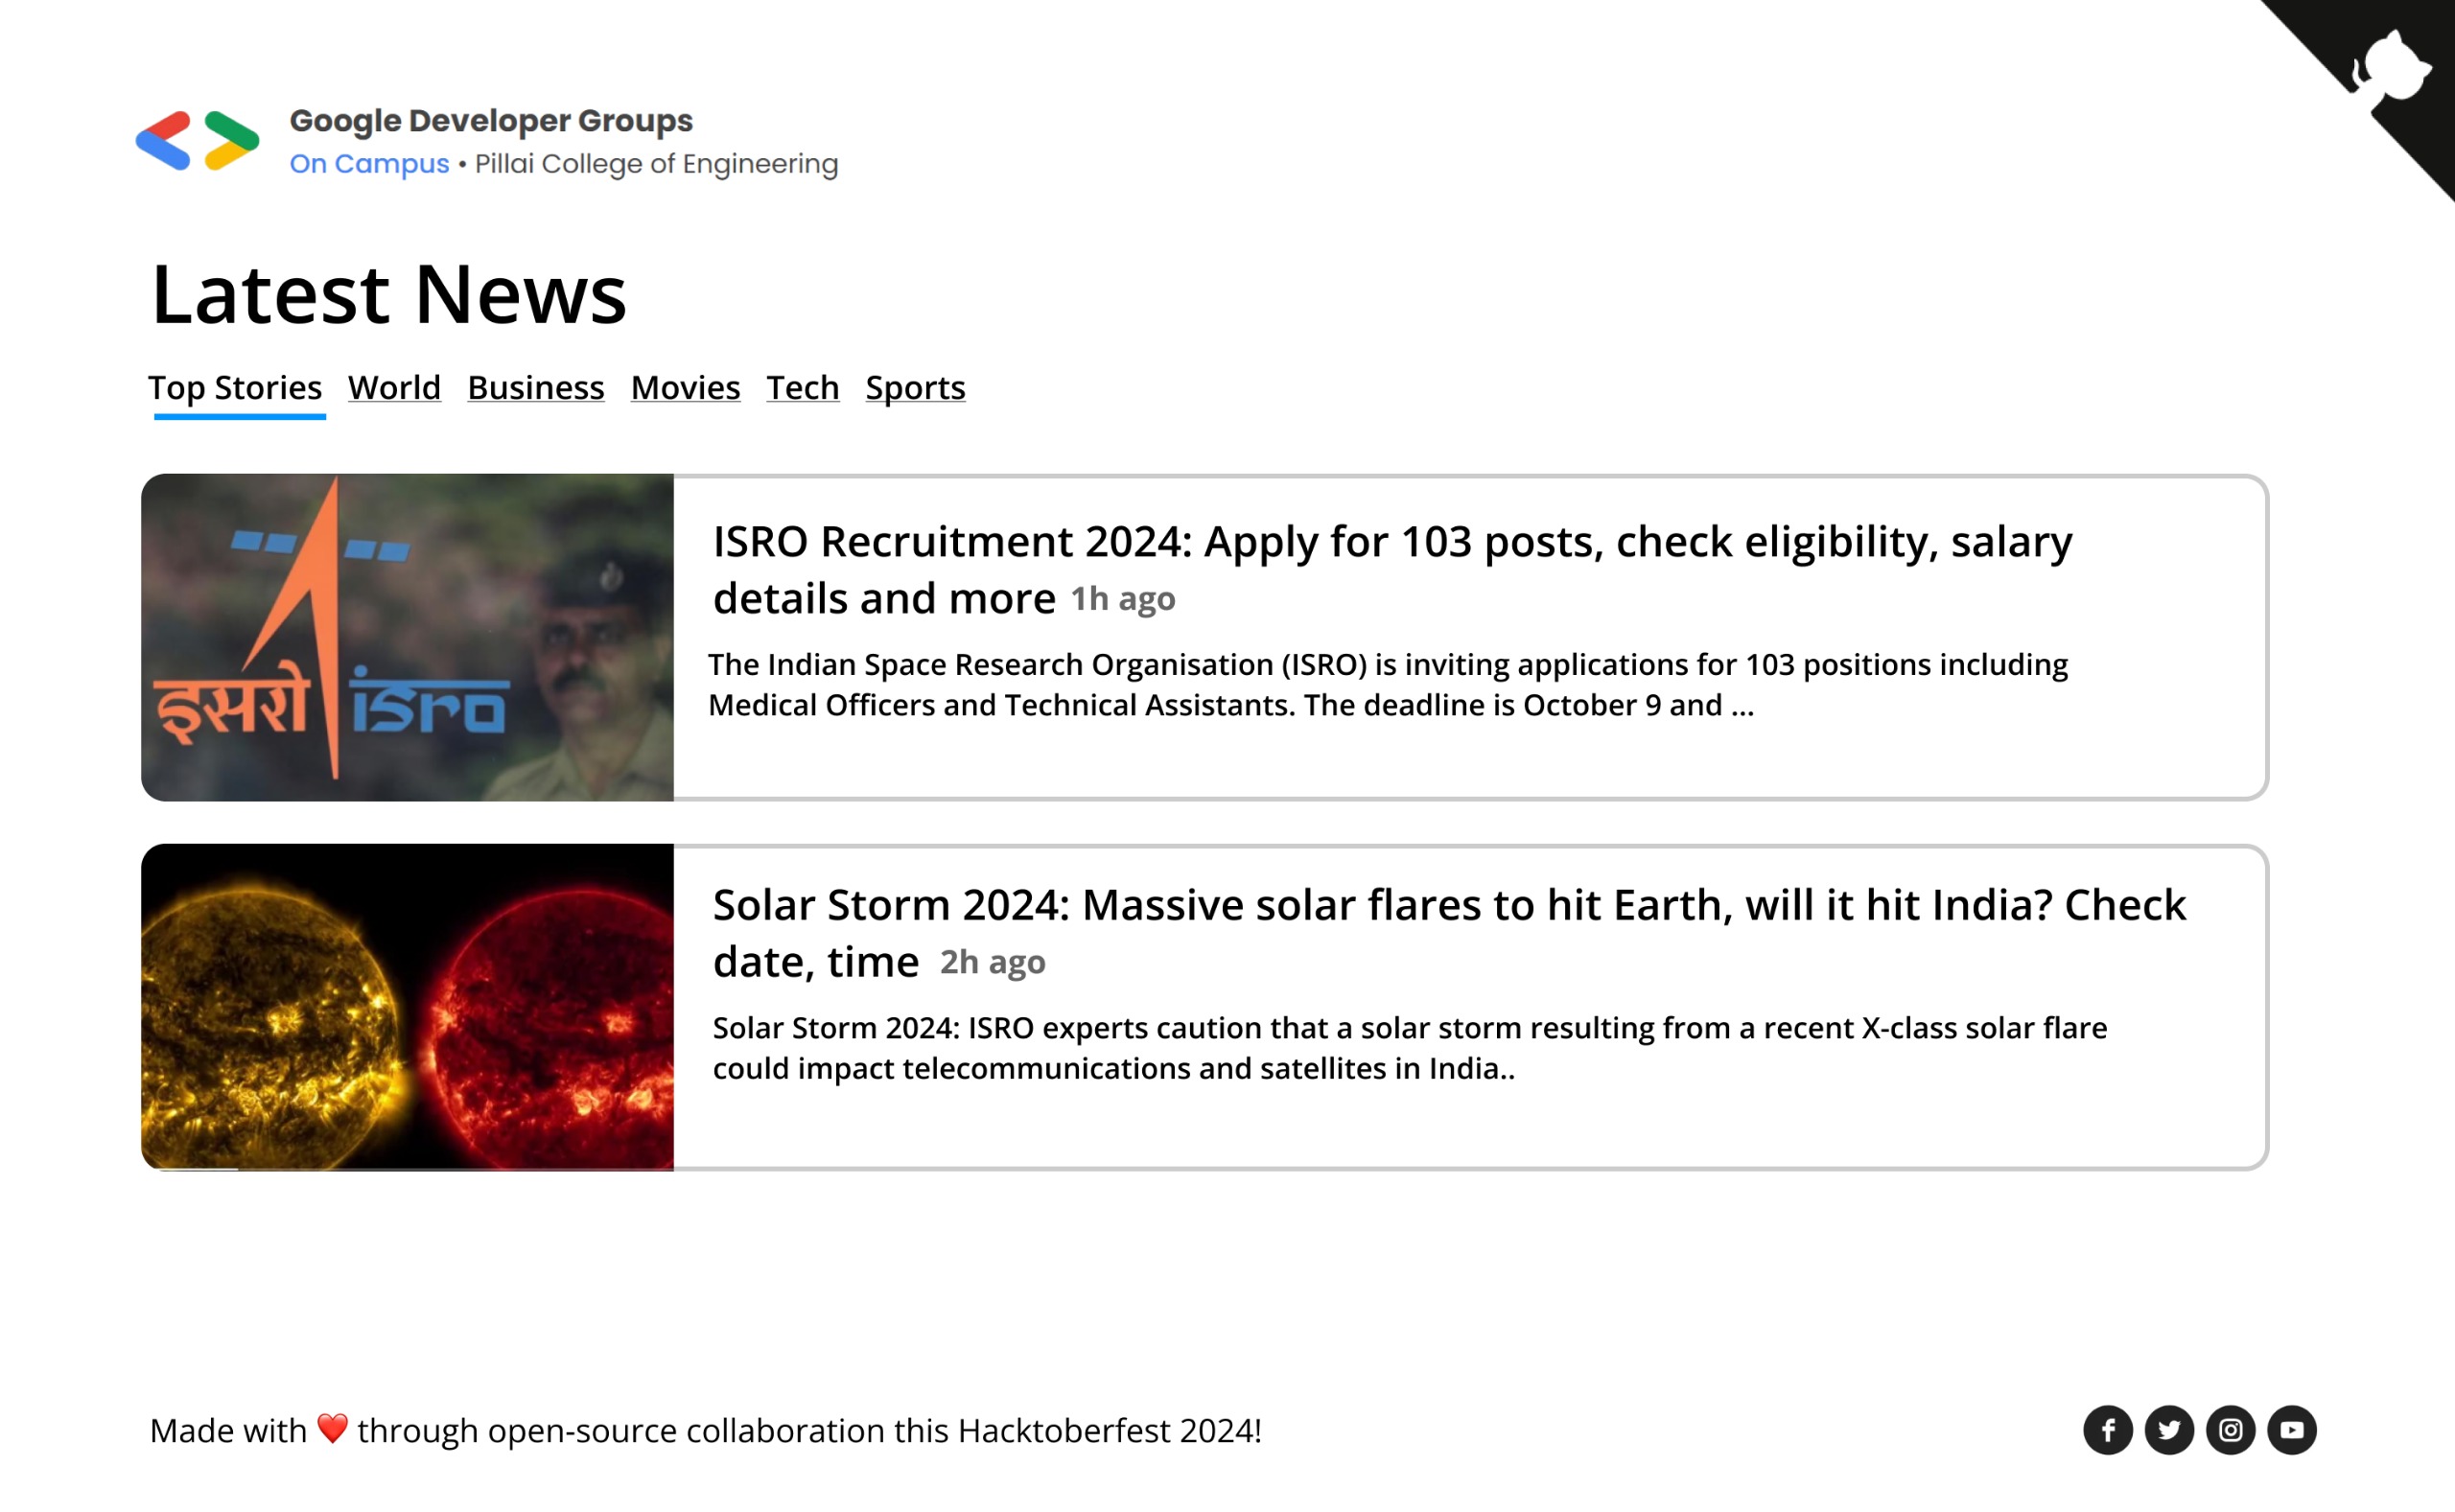 Google Developer Groups
On Campus • Pillai College of Engineering
Latest News
Top Stories World Business Movies Tech Sports
इसरो isro
ISRO Recruitment 2024: Apply for 103 posts, check eligibility, salary
details and more 1h ago
The Indian Space Research Organisation (ISRO) is inviting applications for 103 positions including
Medical Officers and Technical Assistants. The deadline is October 9 and ...
Solar Storm 2024: Massive solar flares to hit Earth, will it hit India? Check
date, time 2h ago
Solar Storm 2024: ISRO experts caution that a solar storm resulting from a recent X-class solar flare
could impact telecommunications and satellites in India..
Made with ❤️ through open-source collaboration this Hacktoberfest 2024!